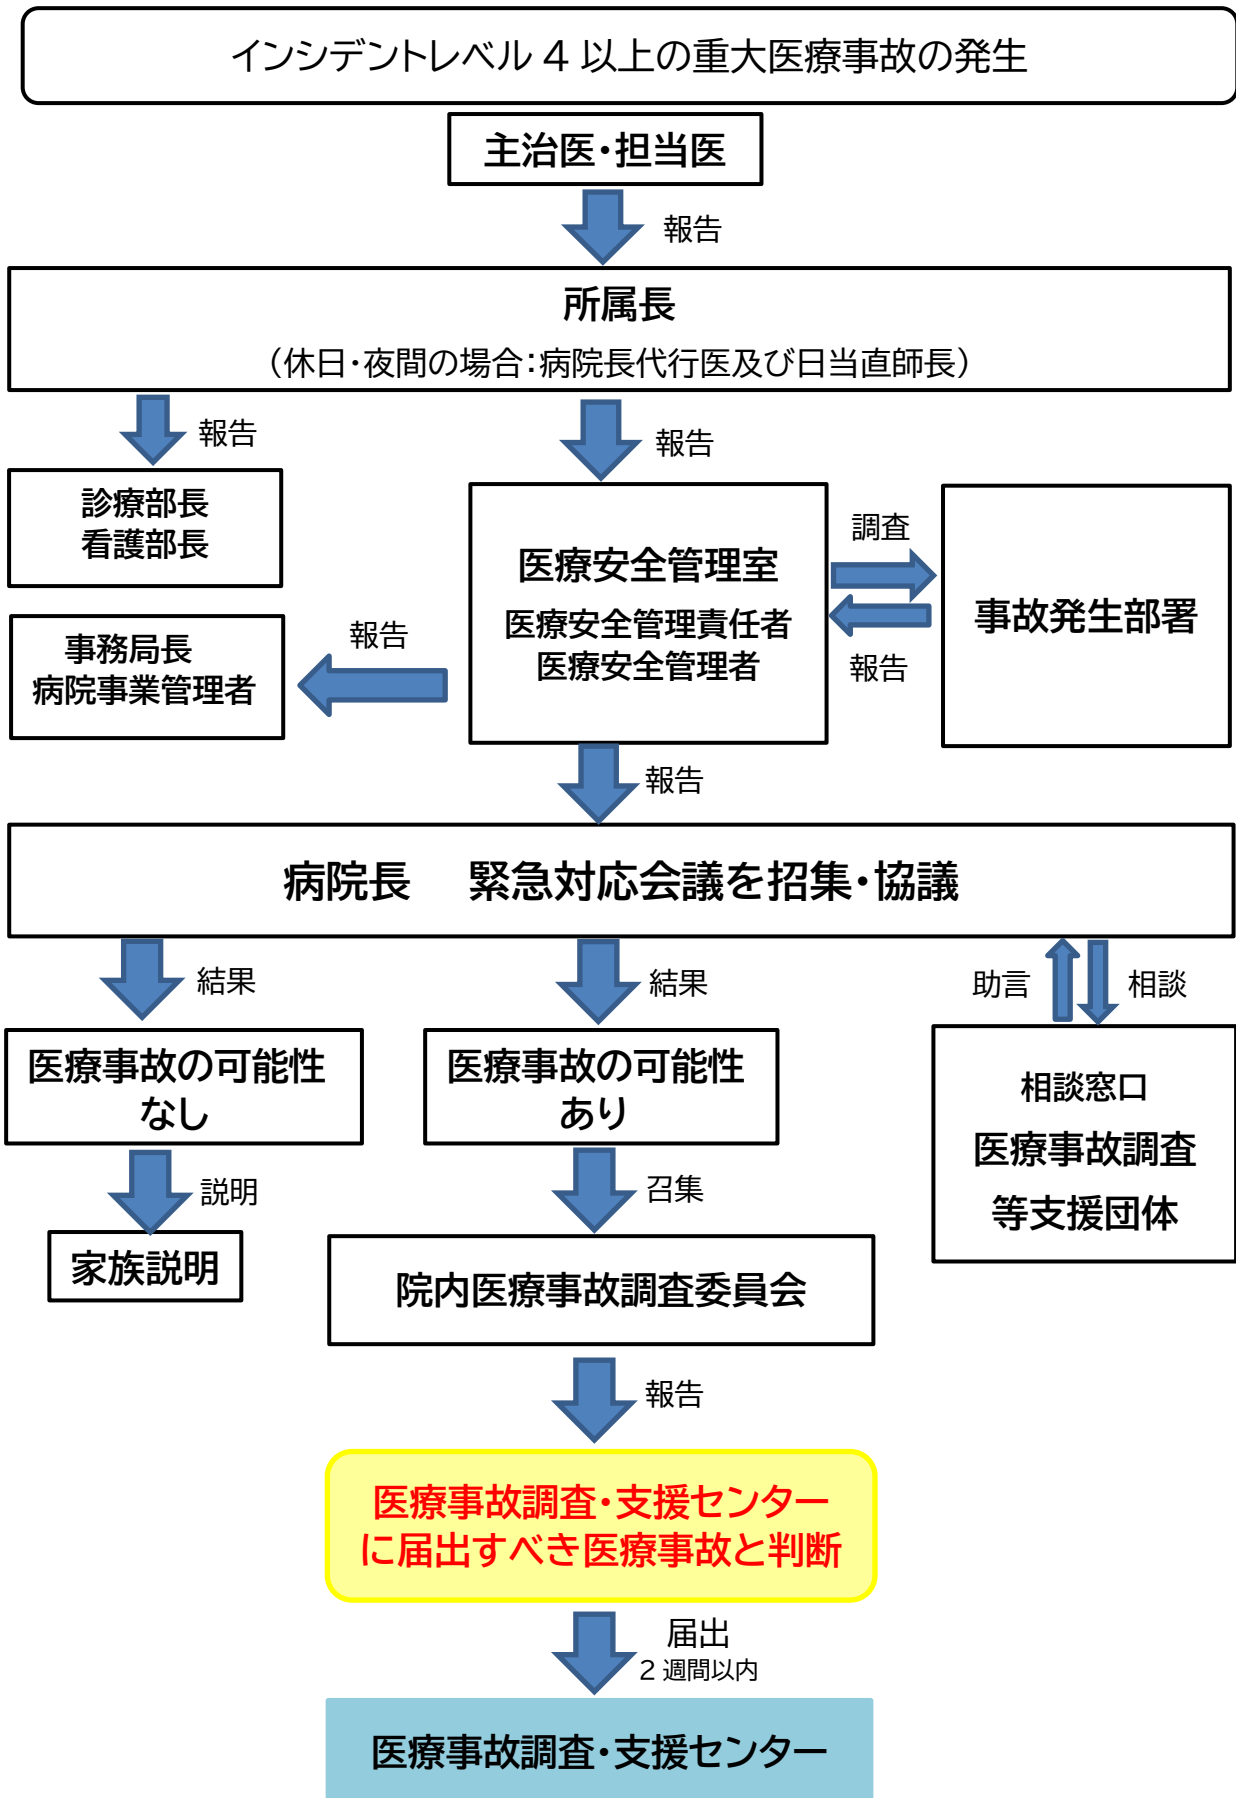 インシデントレベル 4 以上の重大医療事故の発生
主治医・担当医
報告
所属長
（休日・夜間の場合：病院長代行医及び日当直師長）
報告
報告
診療部長
看護部長
医療安全管理室
医療安全管理責任者
医療安全管理者
調査
報告
事故発生部署
報告
事務局長
病院事業管理者
報告
病院長　緊急対応会議を招集・協議
結果
結果
助言
相談
医療事故の可能性
なし
医療事故の可能性
あり
相談窓口
医療事故調査
等支援団体
説明
召集
家族説明
院内医療事故調査委員会
報告
医療事故調査・支援センター
に届出すべき医療事故と判断
届出
2 週間以内
医療事故調査・支援センター